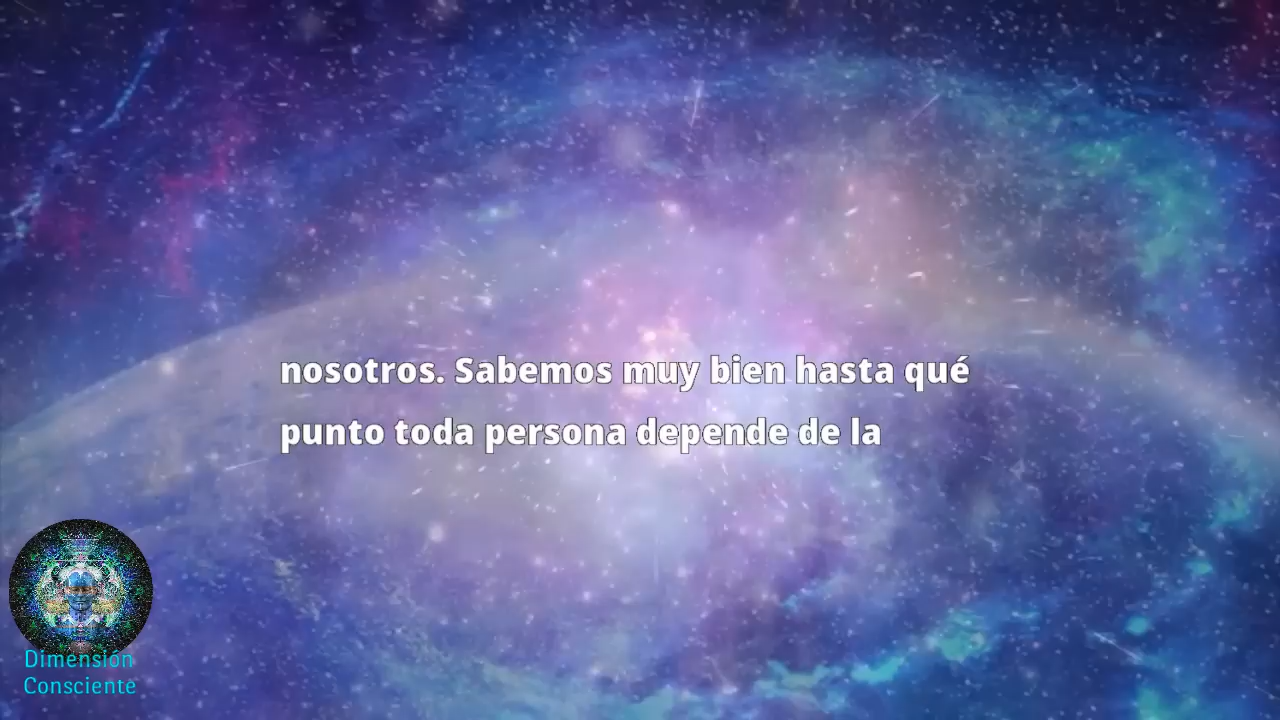 nosotros. Sabemos muy bien hasta qué
punto toda persona depende de la
Dimensión
Consciente